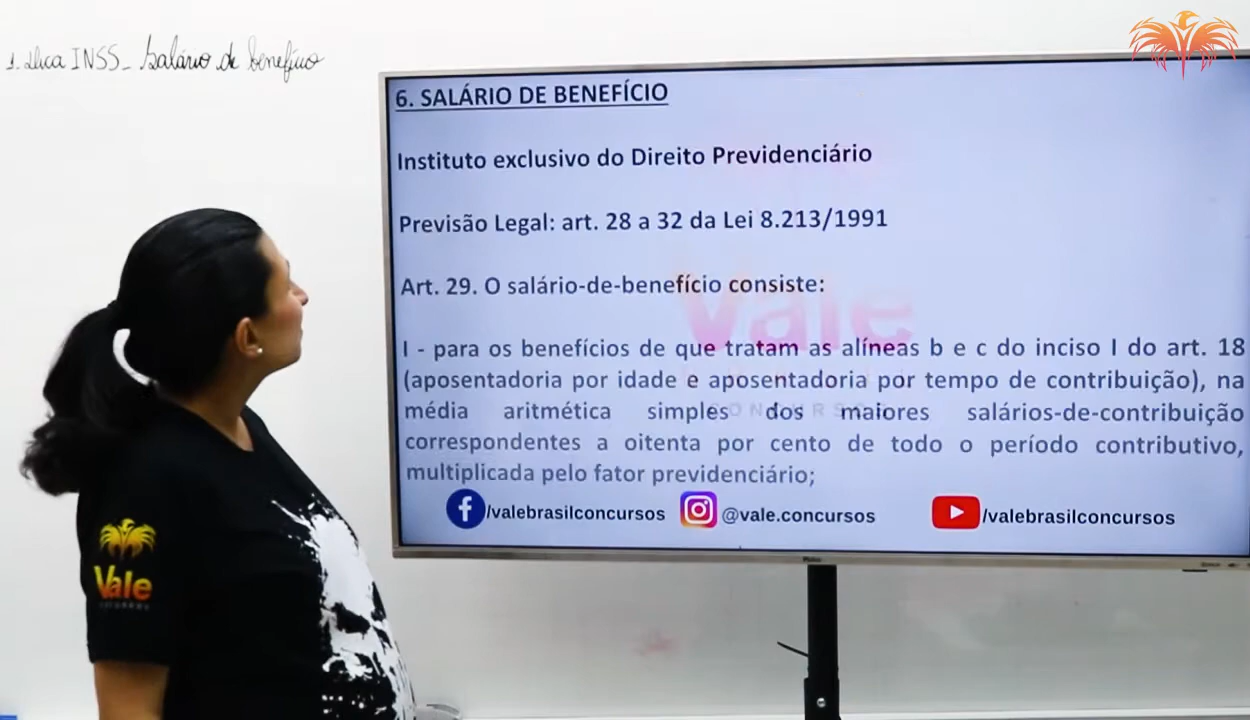 1. Dica INSS - Salário de benefício
6. SALÁRIO DE BENEFÍCIO
Instituto exclusivo do Direito Previdenciário
Previsão Legal: art. 28 a 32 da Lei 8.213/1991
Art. 29. O salário-de-benefício consiste:
I - para os benefícios de que tratam as alíneas b e c do inciso I do art. 18
(aposentadoria por idade e aposentadoria por tempo de contribuição), na
média aritmética simples dos maiores salários-de-contribuição
correspondentes a oitenta por cento de todo o período contributivo,
multiplicada pelo fator previdenciário;
/valebrasilconcursos @vale.concursos /valebrasilconcursos
Vale
CONCURSOS
Vale
CONCURSOS